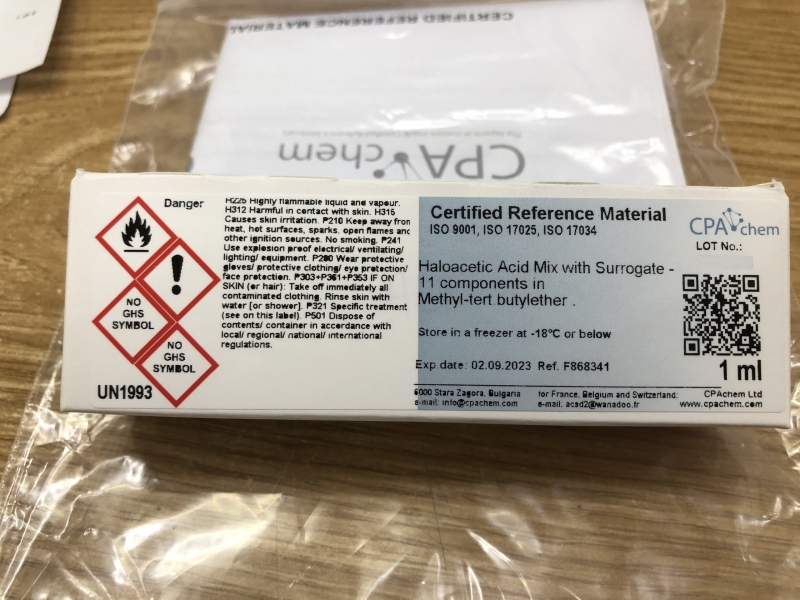 CERTIFIED REFERENCE MATERIAL
CPAchem
Danger
H225 Highly flammable liquid and vapour.
H312 Harmful in contact with skin. H315
Causes skin irritation. P210 Keep away from
heat, hot surfaces, sparks, open flames and
other ignition sources. No smoking. P241
Use explosion proof electrical/ ventilating/
lighting/ equipment. P280 Wear protective
gloves/ protective clothing/ eye protection/
face protection. P303+P361+P353 IF ON
SKIN (or hair): Take off immediately all
contaminated clothing. Rinse skin with
water [or shower]. P321 Specific treatment
(see on this label). P501 Dispose of
contents/ container in accordance with
local/ regional/ national/ international
regulations.
NO
GHS
SYMBOL
NO
GHS
SYMBOL
UN1993
Certified Reference Material
ISO 9001, ISO 17025, ISO 17034
CPAchem
LOT No.:
Haloacetic Acid Mix with Surrogate -
11 components in
Methyl-tert butylether .
Store in a freezer at -18°C or below
Exp date: 02.09.2023 Ref. F868341
1 ml
6000 Stara Zagora, Bulgaria
e-mail: info@cpachem.com
for France, Belgium and Switzerland:
e-mail: acsd2@wanadoo.fr
CPAchem Ltd
www.cpachem.com